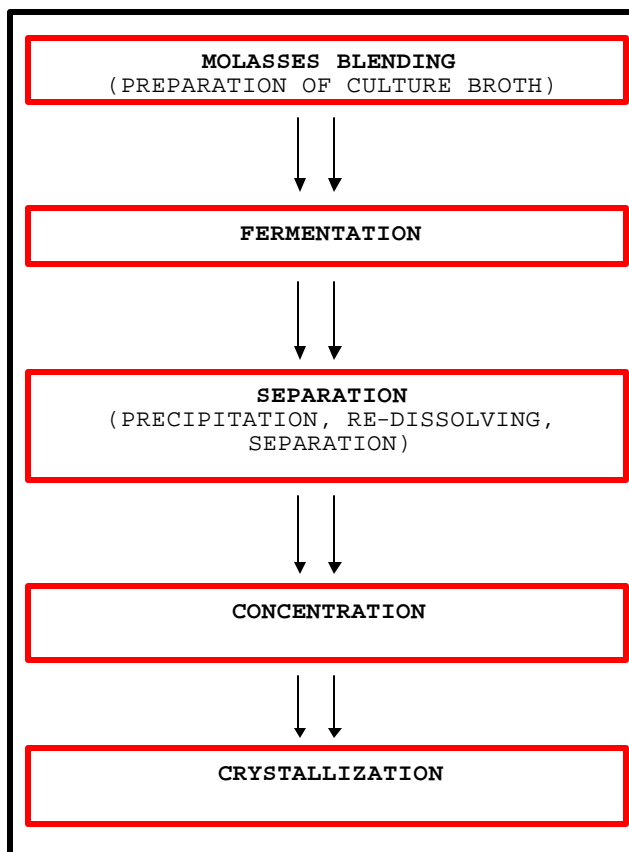 MOLASSES BLENDING
(PREPARATION OF CULTURE BROTH)
FERMENTATION
SEPARATION
(PRECIPITATION, RE-DISSOLVING,
SEPARATION)
CONCENTRATION
CRYSTALLIZATION